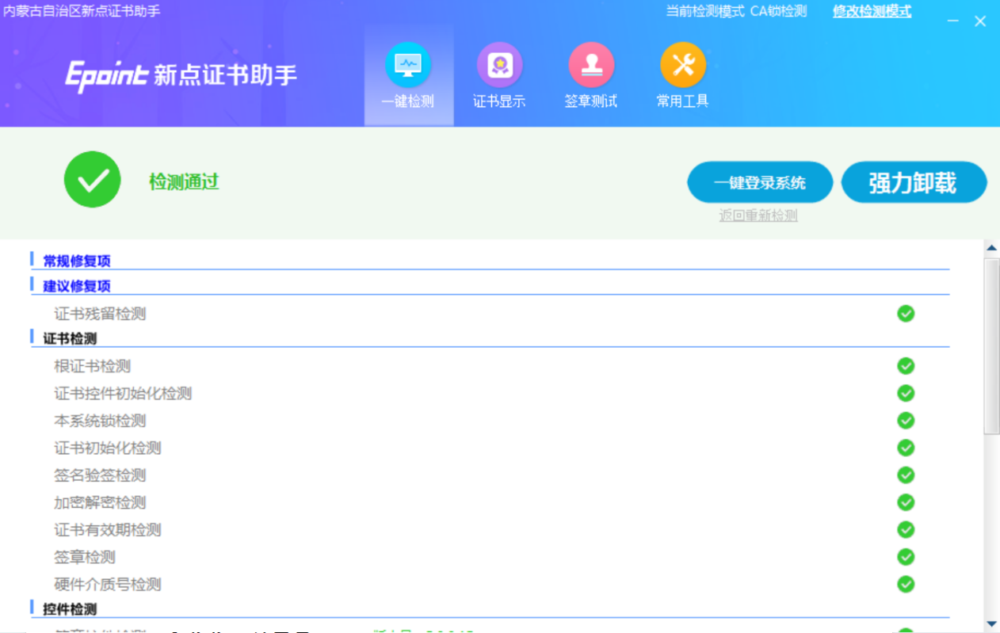 内蒙古自治区新点证书助手
当前检测模式 CA锁检测 修改检测模式
Epoint 新点证书助手
一键检测 证书显示 签章测试 常用工具
检测通过
一键登录系统 强力卸载
返回重新检测
常规修复项
建议修复项
证书残留检测
证书检测
根证书检测
证书控件初始化检测
本系统锁检测
证书初始化检测
签名验签检测
加密解密检测
证书有效期检测
签章检测
硬件介质号检测
控件检测